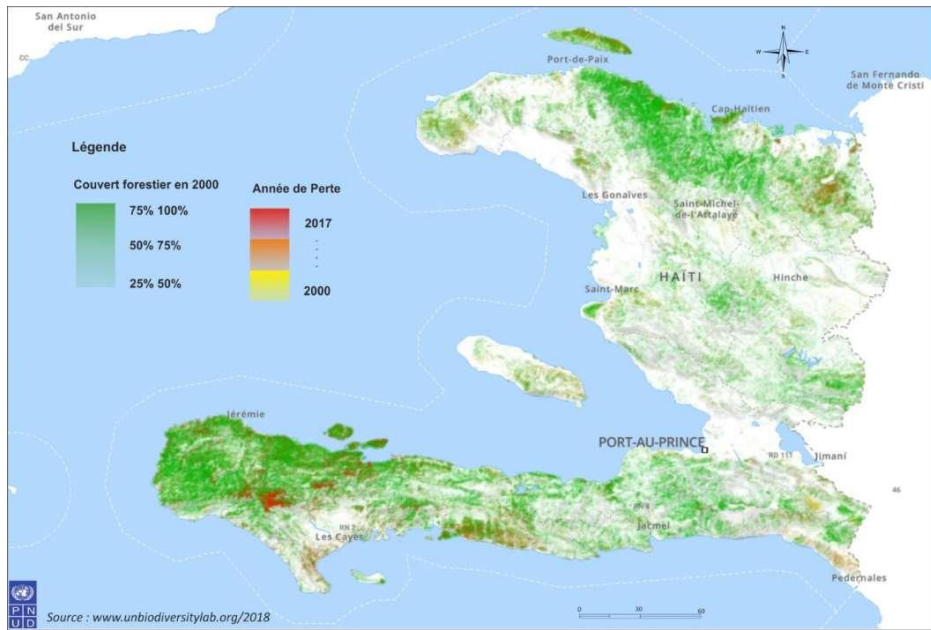 San Antonio
del Sur
CC
Port-de-Paix
N
W E
S
San Fernando
de Monte Cristi
Cap-Haïtien
Légende
Couvert forestier en 2000
75% 100%
50% 75%
25% 50%
Année de Perte
2017
2000
Les Gonaïves
Saint-Michel-
de-l'Attalaye
HAÏTI
Hinche
Saint-Marc
Jérémie
PORT-AU-PRINCE
RD 111
Jimaní
46
RN 2
Les Cayes
Jacmel
Pedernales
P N
U D
Source : www.unbiodiversitylab.org/2018
0 30 60